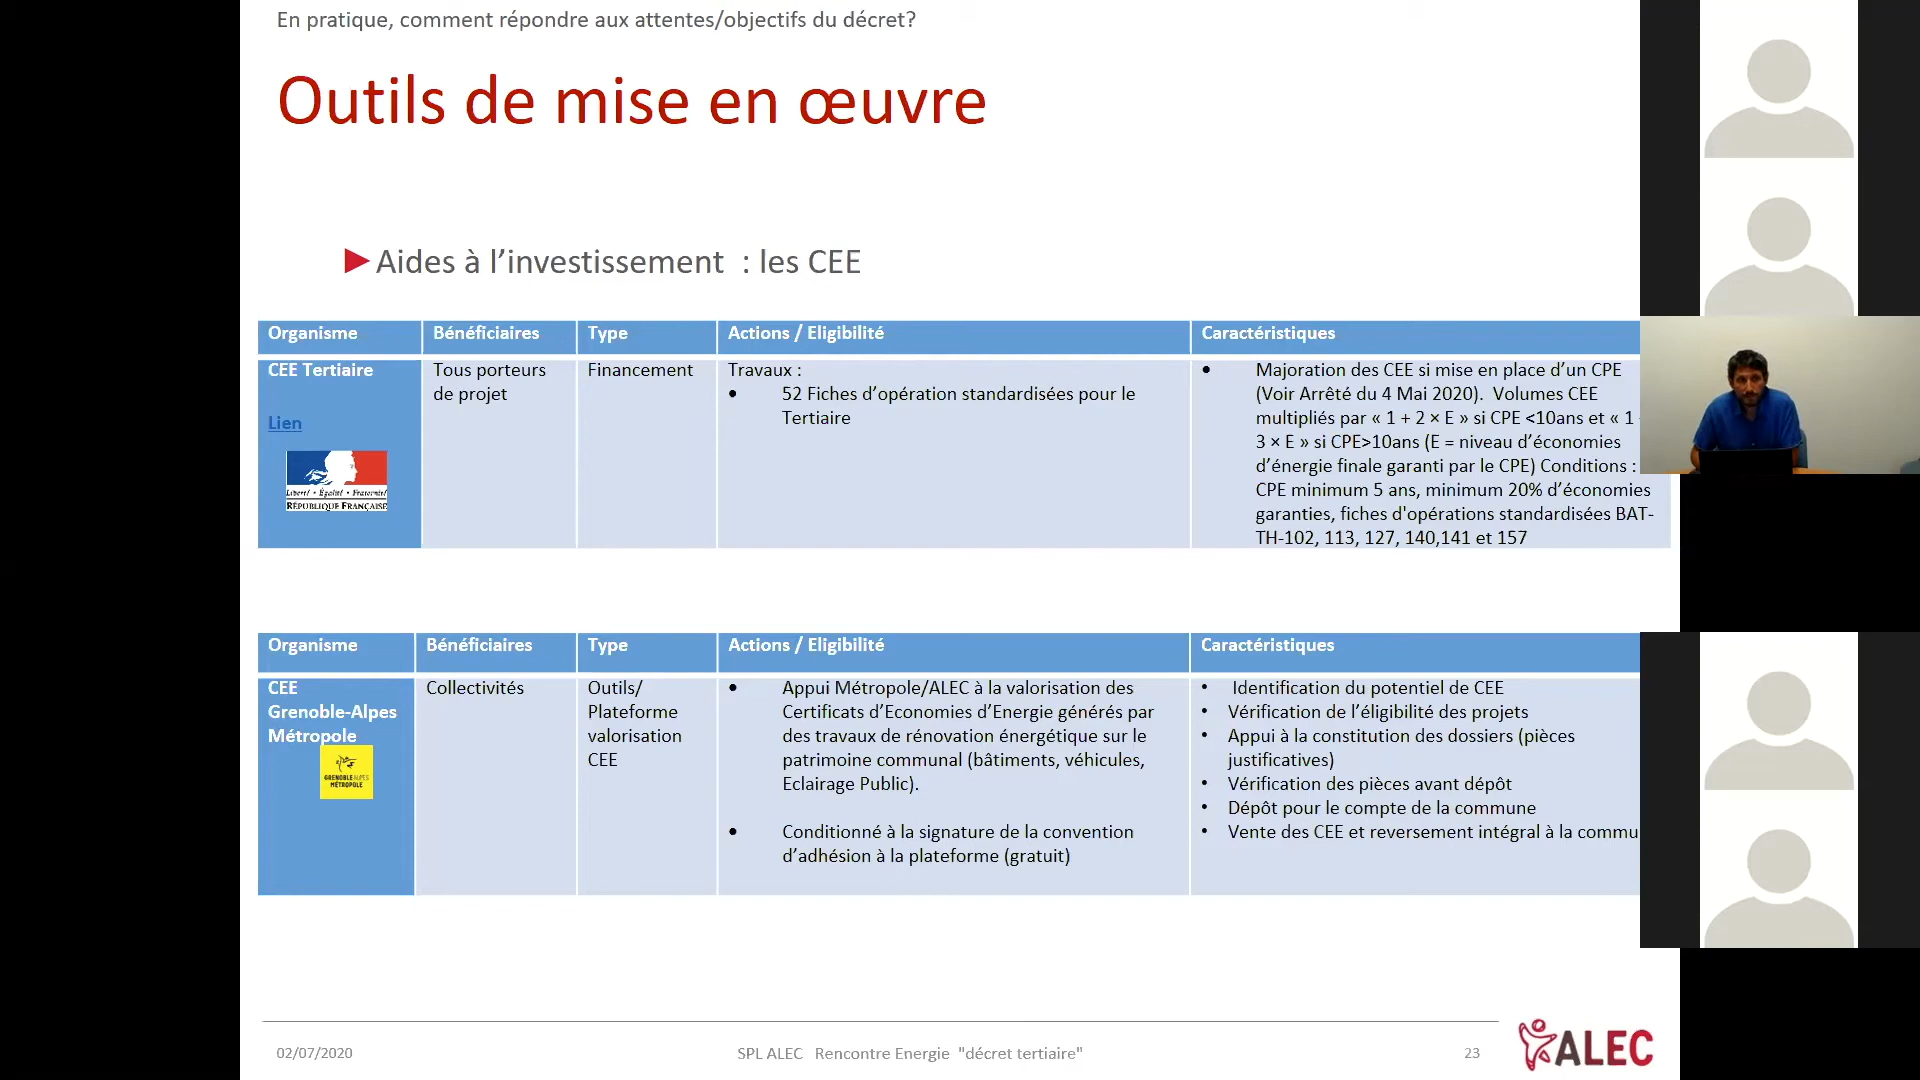 En pratique, comment répondre aux attentes/objectifs du décret?
Outils de mise en œuvre
Aides à l’investissement : les CEE
Organisme
Bénéficiaires
Type
Actions / Eligibilité
Caractéristiques
CEE Tertiaire
Lien
Liberté • Égalité • Fraternité
RÉPUBLIQUE FRANÇAISE
Tous porteurs
de projet
Financement
Travaux :
• 52 Fiches d’opération standardisées pour le
Tertiaire
• Majoration des CEE si mise en place d’un CPE
(Voir Arrêté du 4 Mai 2020). Volumes CEE
multipliés par « 1 + 2 × E » si CPE <10ans et « 1
3 × E » si CPE>10ans (E = niveau d’économies
d’énergie finale garanti par le CPE) Conditions :
CPE minimum 5 ans, minimum 20% d’économies
garanties, fiches d'opérations standardisées BAT-
TH-102, 113, 127, 140,141 et 157
Organisme
Bénéficiaires
Type
Actions / Eligibilité
Caractéristiques
CEE
Grenoble-Alpes
Métropole
GRENOBLEALPES
MÉTROPOLE
Collectivités
Outils/
Plateforme
valorisation
CEE
• Appui Métropole/ALEC à la valorisation des
Certificats d’Economies d’Energie générés par
des travaux de rénovation énergétique sur le
patrimoine communal (bâtiments, véhicules,
Eclairage Public).
• Conditionné à la signature de la convention
d’adhésion à la plateforme (gratuit)
• Identification du potentiel de CEE
• Vérification de l’éligibilité des projets
• Appui à la constitution des dossiers (pièces
justificatives)
• Vérification des pièces avant dépôt
• Dépôt pour le compte de la commune
• Vente des CEE et reversement intégral à la commu
02/07/2020
SPL ALEC Rencontre Energie "décret tertiaire"
23
ALEC